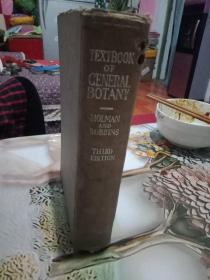 TEXTBOOK
OF
GENERAL
BOTANY
HOLMAN
AND
ROBBINS
THIRD
EDITION